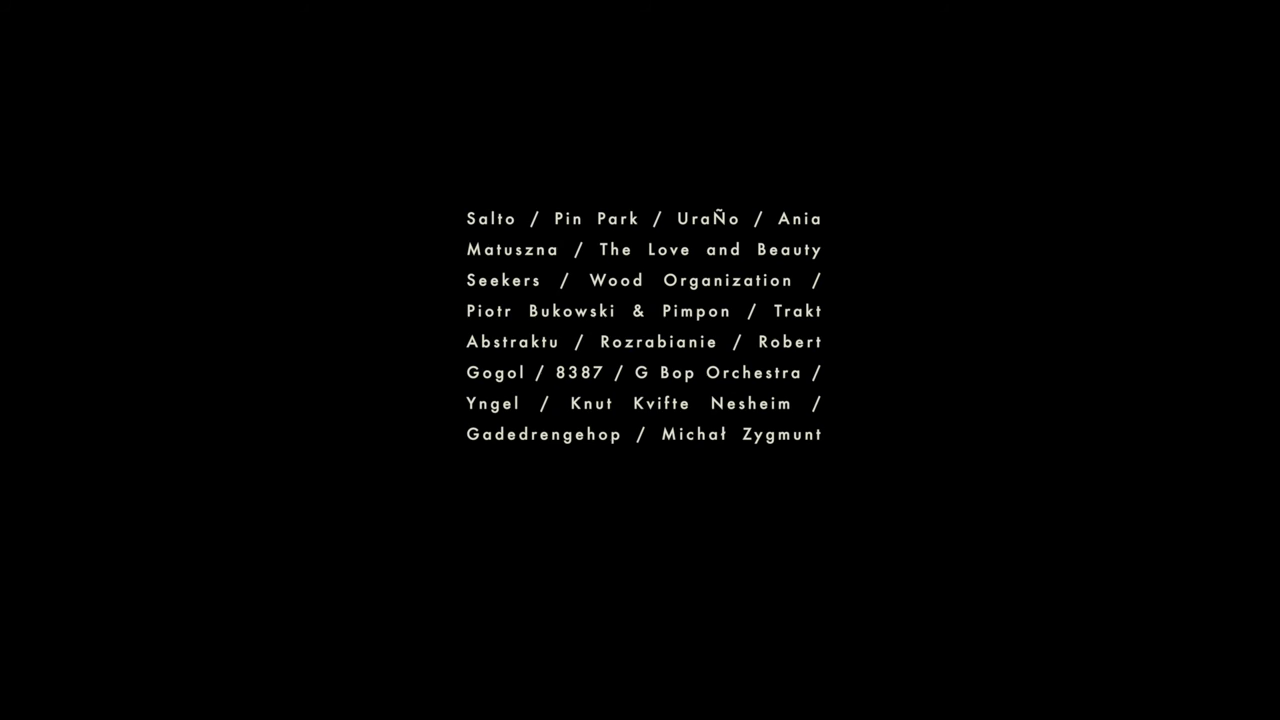 Salto / Pin Park / UraÑo / Ania
Matuszna / The Love and Beauty
Seekers / Wood Organization /
Piotr Bukowski & Pimpon / Trakt
Abstraktu / Rozrabianie / Robert
Gogol / 8387 / G Bop Orchestra /
Yngel / Knut Kvifte Nesheim /
Gadedrengehop / Michał Zygmunt